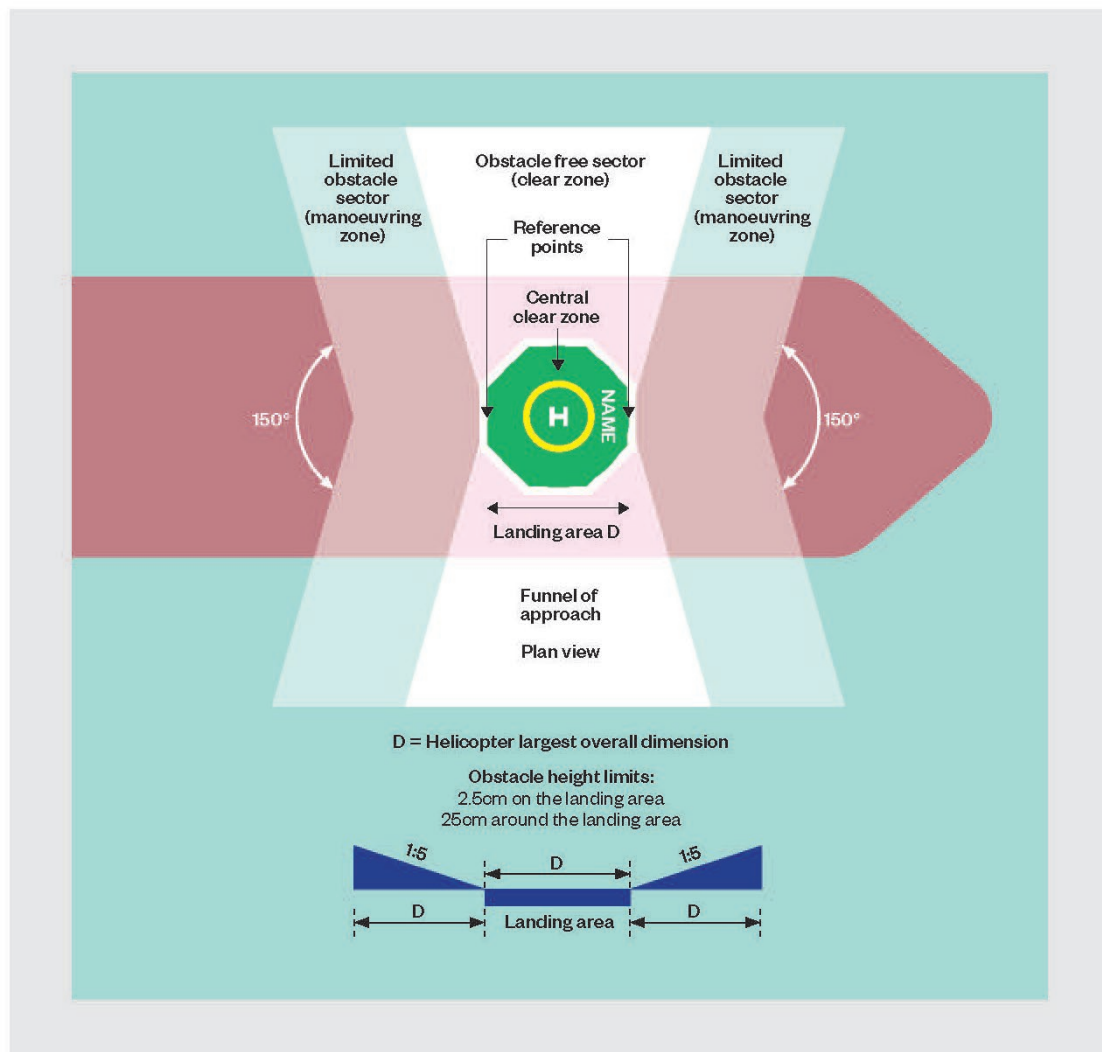 Limited
obstacle
sector
(manoeuvring
zone)
Obstacle free sector
(clear zone)
Limited
obstacle
sector
(manoeuvring
zone)
Reference
points
Central
clear zone
150°
H
NAME
150°
Landing area D
Funnel of
approach
Plan view
D = Helicopter largest overall dimension
Obstacle height limits:
2.5cm on the landing area
25cm around the landing area
1:5
D
1:5
D
Landing area
D